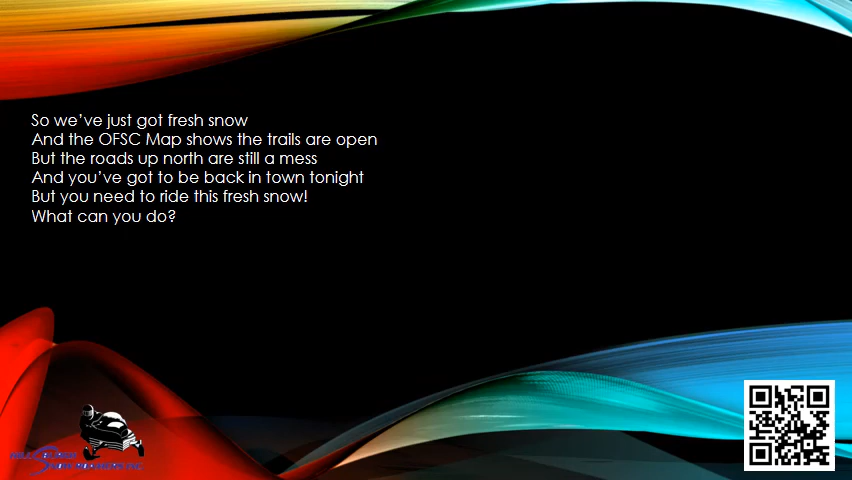 So we've just got fresh snow
And the OFSC Map shows the trails are open
But the roads up north are still a mess
And you've got to be back in town tonight
But you need to ride this fresh snow!
What can you do?